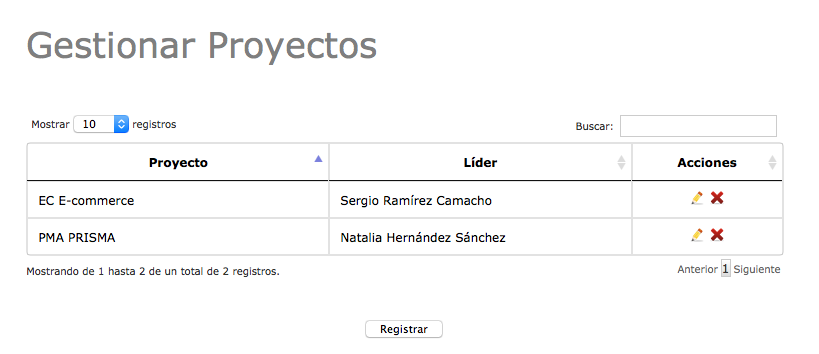 Gestionar Proyectos
Mostrar 10 registros Buscar:
Proyecto Líder Acciones
EC E-commerce Sergio Ramírez Camacho
PMA PRISMA Natalia Hernández Sánchez
Mostrando de 1 hasta 2 de un total de 2 registros. Anterior 1 Siguiente
Registrar